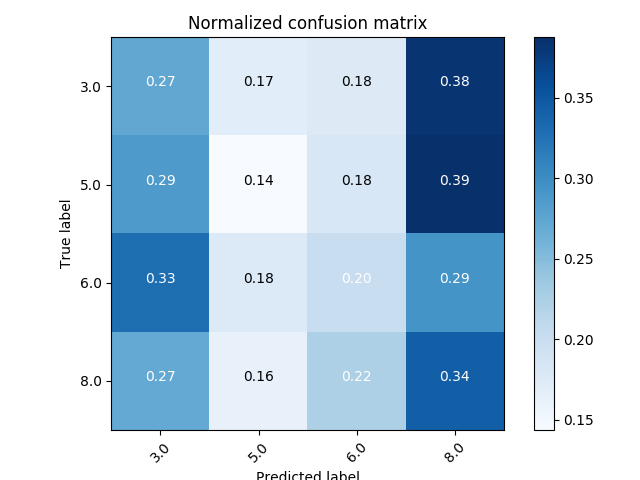 Normalized confusion matrix
True label
3.0 0.27 0.17 0.18 0.38
5.0 0.29 0.14 0.18 0.39
6.0 0.33 0.18 0.20 0.29
8.0 0.27 0.16 0.22 0.34
3.0 5.0 6.0 8.0
Predicted label
0.35
0.30
0.25
0.20
0.15